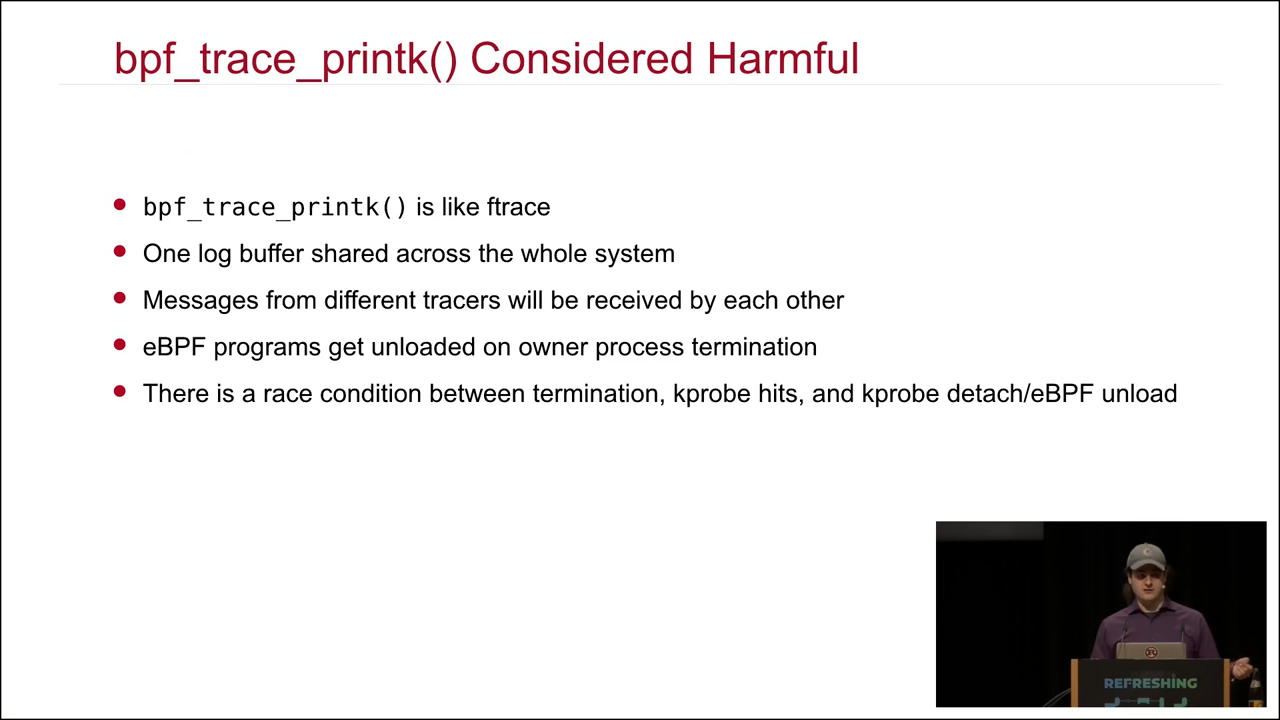 bpf_trace_printk() Considered Harmful
bpf_trace_printk() is like ftrace
One log buffer shared across the whole system
Messages from different tracers will be received by each other
eBPF programs get unloaded on owner process termination
There is a race condition between termination, kprobe hits, and kprobe detach/eBPF unload
REFRESHING